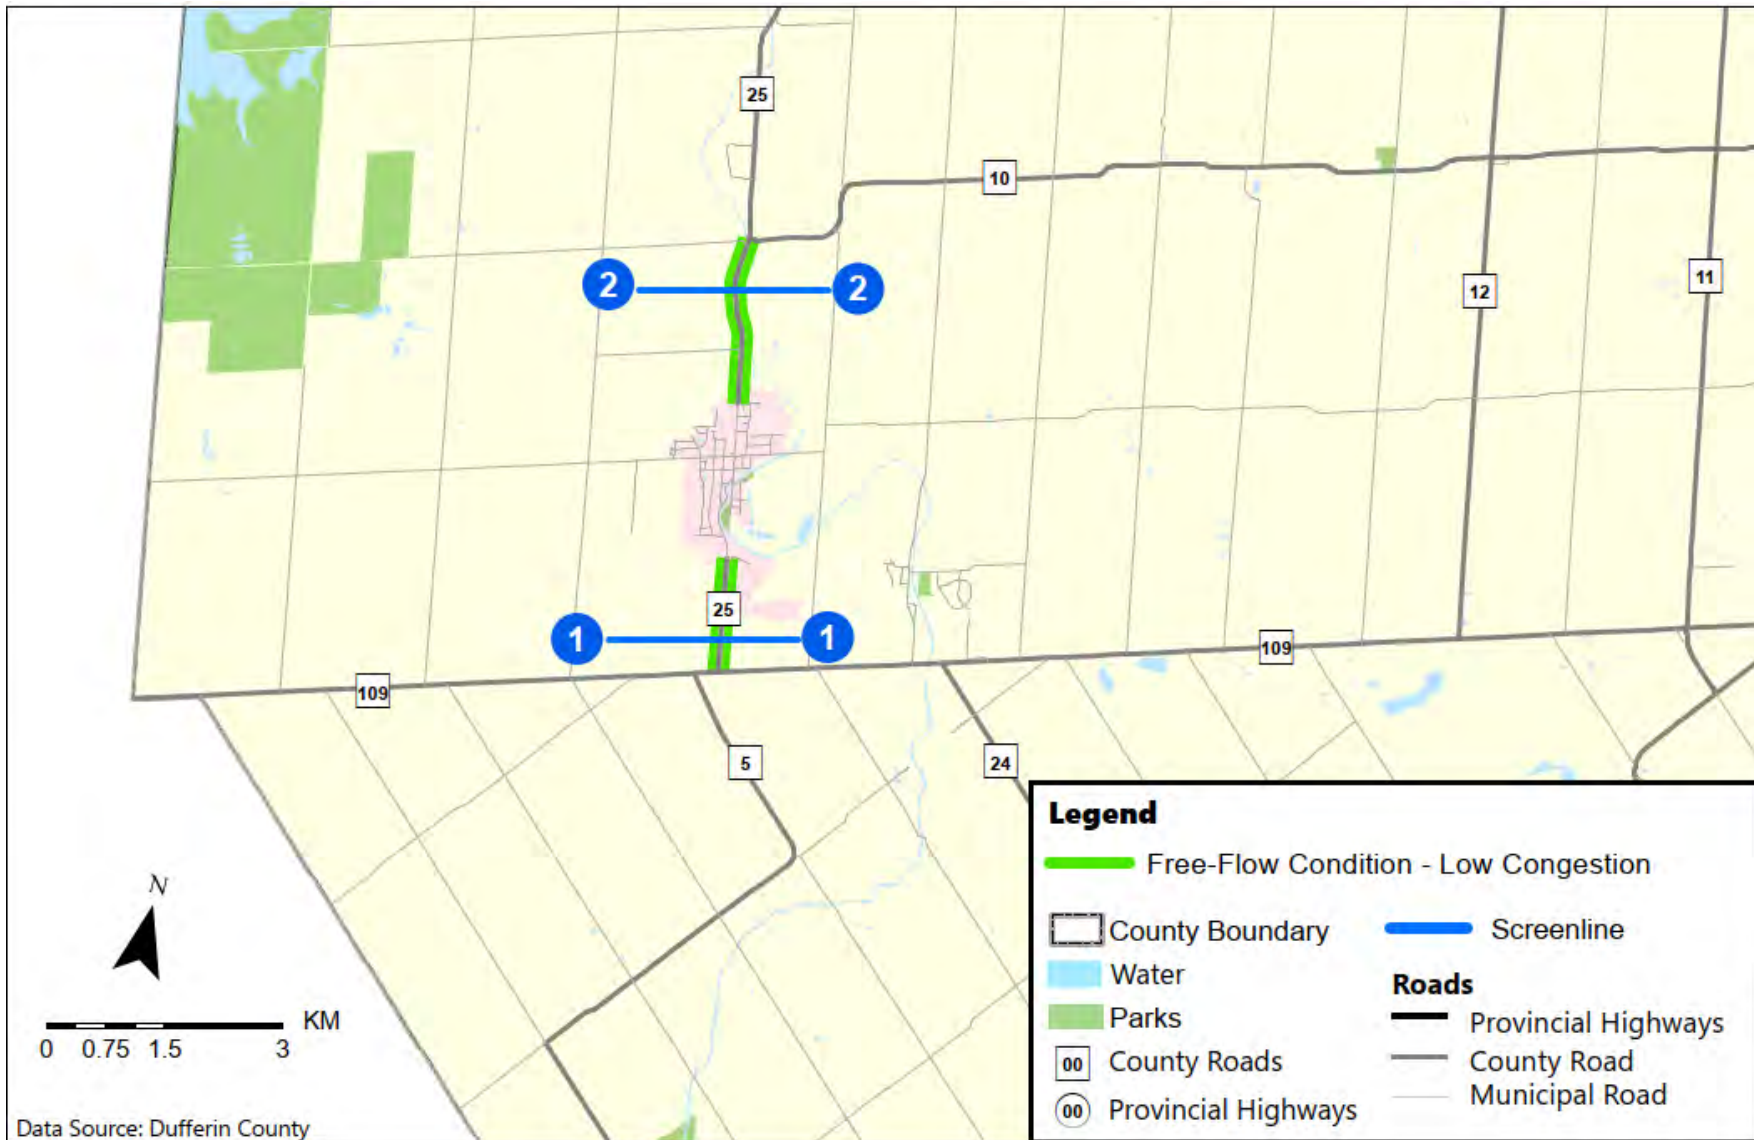 25
10
2 2
12
11
25
1 1
109
109
5
24
Legend
Free-Flow Condition - Low Congestion
County Boundary
Screenline
Water
Parks
00 County Roads
00 Provincial Highways
Roads
Provincial Highways
County Road
Municipal Road
N
KM
0 0.75 1.5 3
Data Source: Dufferin County